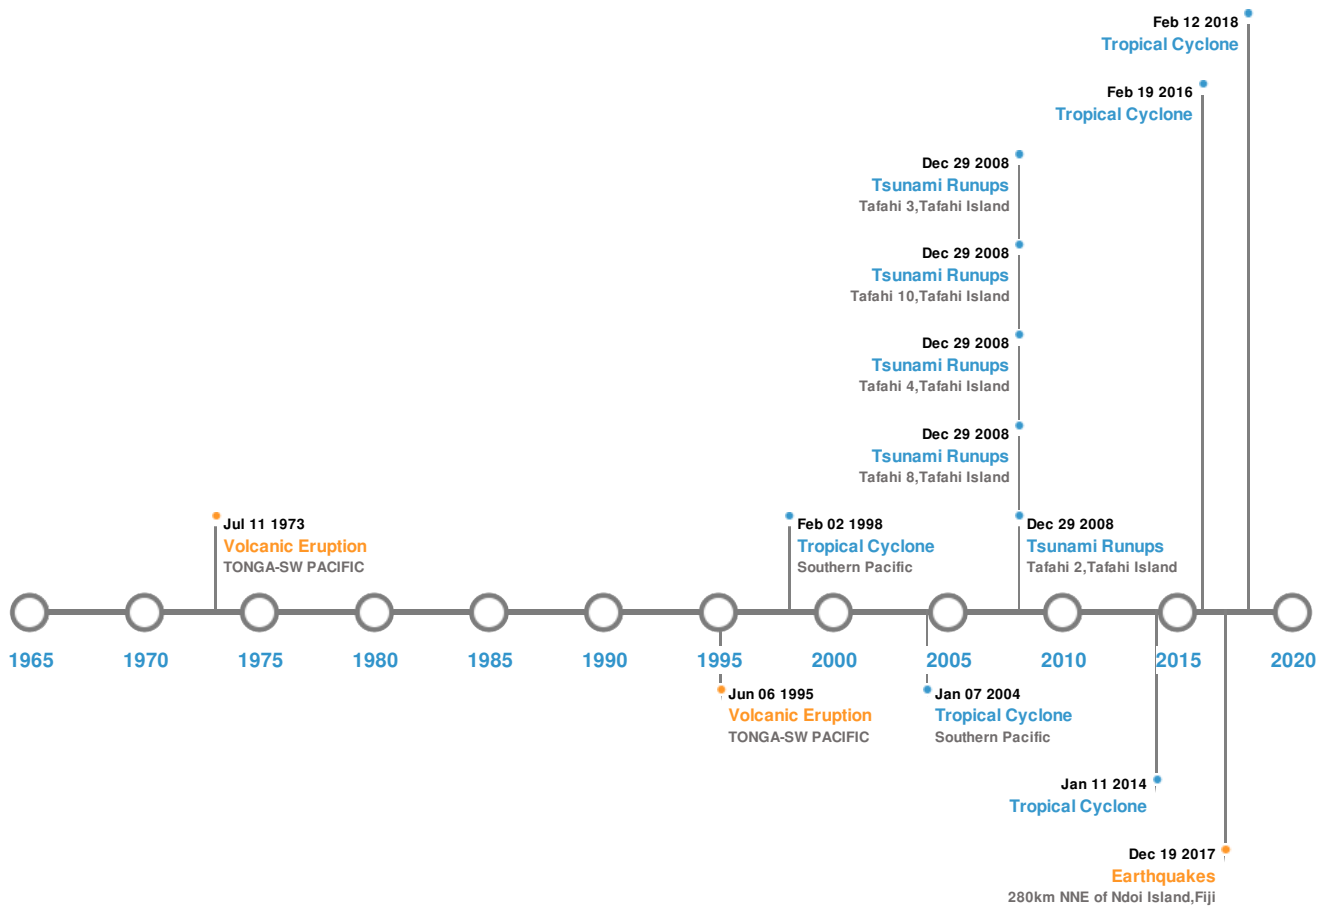 Feb 12 2018
Tropical Cyclone
Feb 19 2016
Tropical Cyclone
Dec 29 2008
Tsunami Runups
Tafahi 3,Tafahi Island
Dec 29 2008
Tsunami Runups
Tafahi 10,Tafahi Island
Dec 29 2008
Tsunami Runups
Tafahi 4,Tafahi Island
Dec 29 2008
Tsunami Runups
Tafahi 8,Tafahi Island
Jul 11 1973
Volcanic Eruption
TONGA-SW PACIFIC
Feb 02 1998
Tropical Cyclone
Southern Pacific
Dec 29 2008
Tsunami Runups
Tafahi 2,Tafahi Island
1965 1970 1975 1980 1985 1990 1995 2000 2005 2010 2015 2020
Jun 06 1995
Volcanic Eruption
TONGA-SW PACIFIC
Jan 07 2004
Tropical Cyclone
Southern Pacific
Jan 11 2014
Tropical Cyclone
Dec 19 2017
Earthquakes
280km NNE of Ndoi Island,Fiji